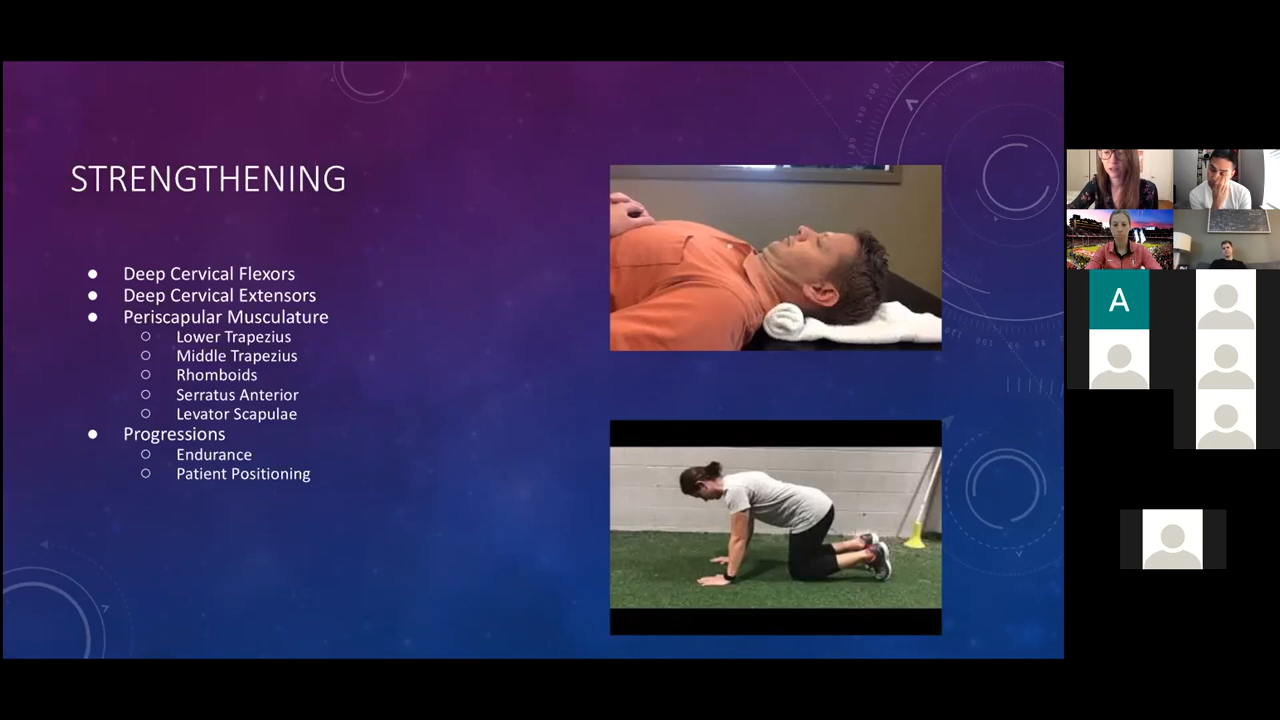 STRENGTHENING
● Deep Cervical Flexors
● Deep Cervical Extensors
● Periscapular Musculature
○ Lower Trapezius
○ Middle Trapezius
○ Rhomboids
○ Serratus Anterior
○ Levator Scapulae
● Progressions
○ Endurance
○ Patient Positioning
A